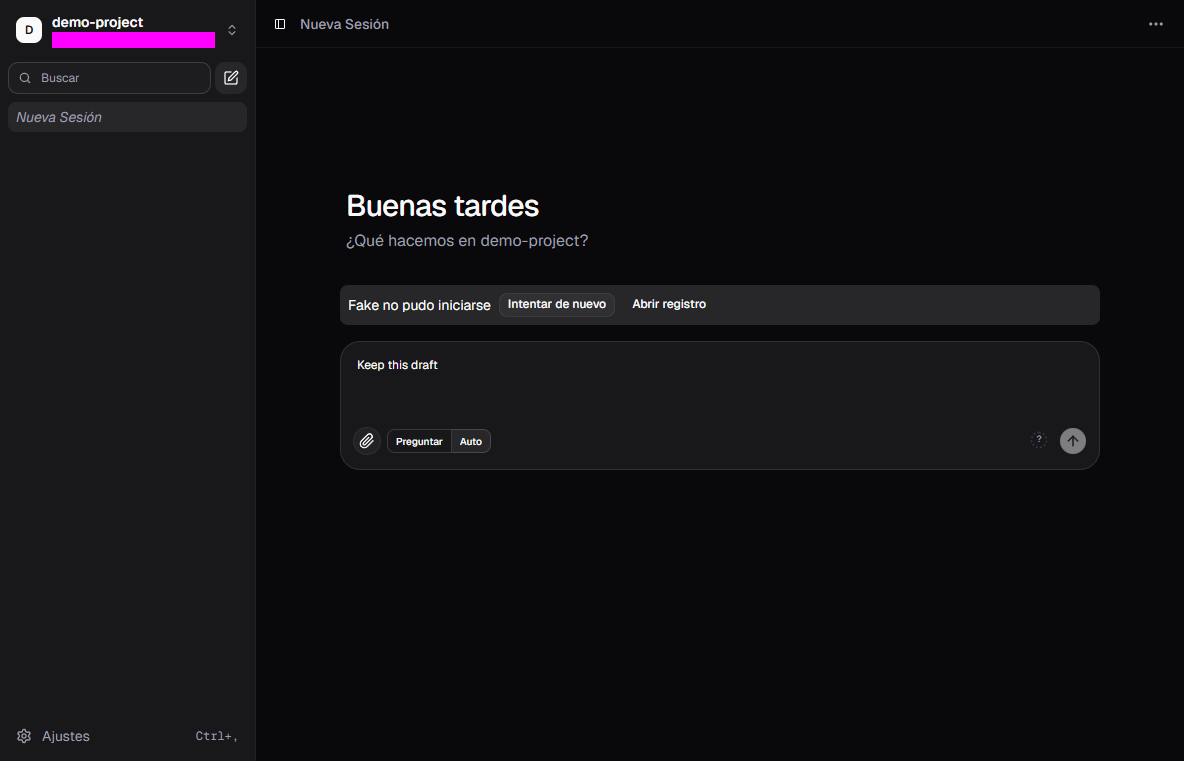 D
demo-project
Buscar
Nueva Sesión
Ajustes
Ctrl+,
Nueva Sesión
Buenas tardes
¿Qué hacemos en demo-project?
Fake no pudo iniciarse
Intentar de nuevo
Abrir registro
Keep this draft
Preguntar
Auto
?